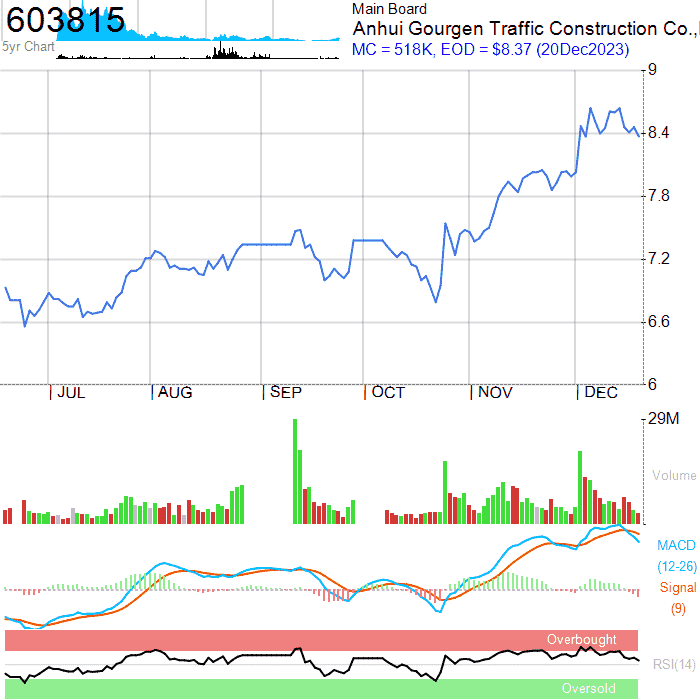 603815
5yr Chart
Main Board
Anhui Gourgen Traffic Construction Co.,
MC = 518K, EOD = $8.37 (20Dec2023)
9
8.4
7.8
7.2
6.6
6
JUL
AUG
SEP
OCT
NOV
DEC
29M
Volume
MACD
(12-26)
Signal
(9)
Overbought
RSI(14)
Oversold